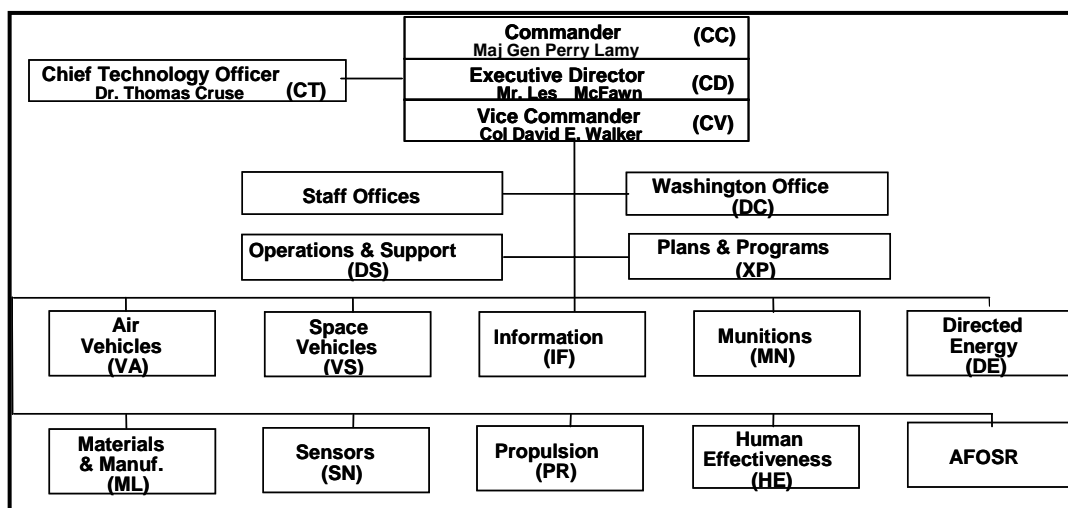 Commander (CC)
Maj Gen Perry Lamy
Chief Technology Officer
Dr. Thomas Cruse (CT)
Executive Director (CD)
Mr. Les McFawn
Vice Commander (CV)
Col David E. Walker
Staff Offices
Washington Office
(DC)
Operations & Support
(DS)
Plans & Programs
(XP)
Air
Vehicles
(VA)
Space
Vehicles
(VS)
Information
(IF)
Munitions
(MN)
Directed
Energy
(DE)
Materials
& Manuf.
(ML)
Sensors
(SN)
Propulsion
(PR)
Human
Effectiveness
(HE)
AFOSR